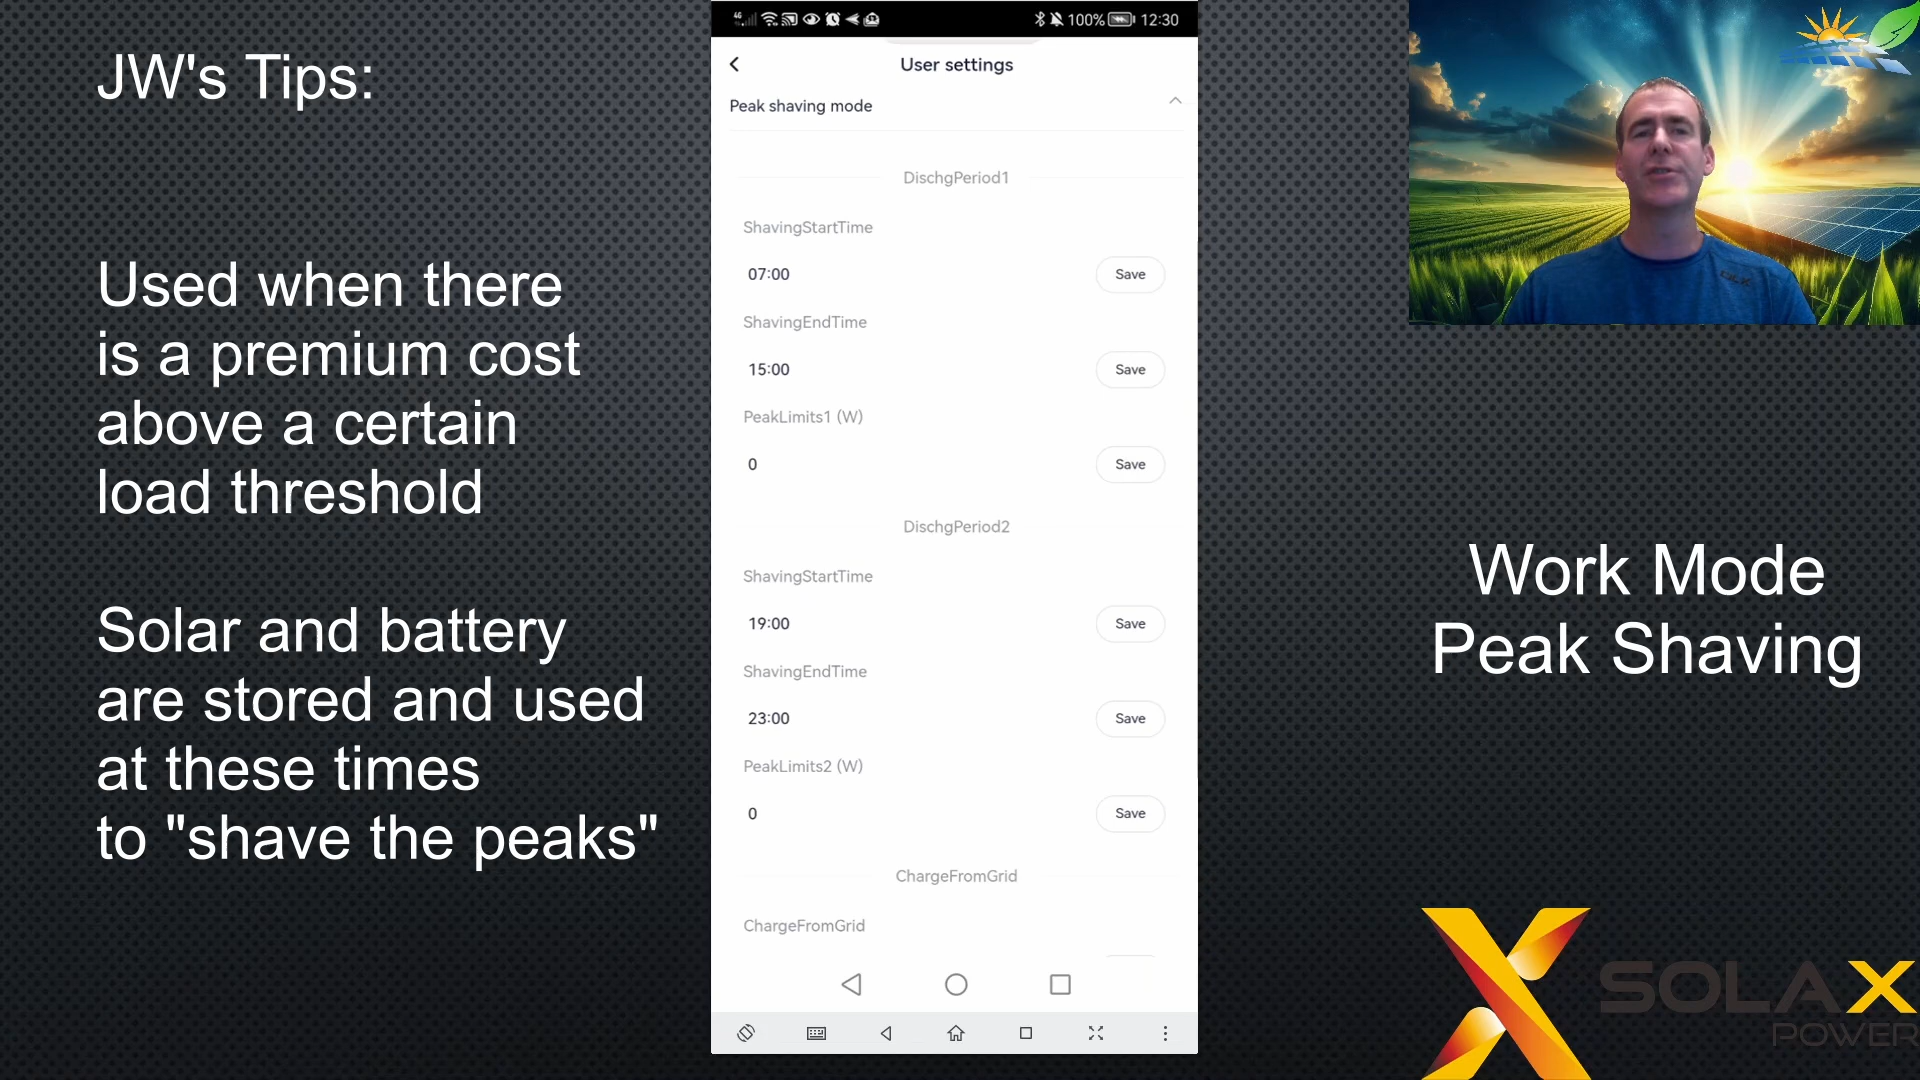 JW's Tips:
Used when there
is a premium cost
above a certain
load threshold
Solar and battery
are stored and used
at these times
to "shave the peaks"
4G
100%
12:30
User settings
Peak shaving mode
DischgPeriod1
ShavingStartTime
07:00
Save
ShavingEndTime
15:00
Save
PeakLimits1 (W)
0
Save
DischgPeriod2
ShavingStartTime
19:00
Save
ShavingEndTime
23:00
Save
PeakLimits2 (W)
0
Save
ChargeFromGrid
ChargeFromGrid
Work Mode
Peak Shaving
SOLAX
POWER